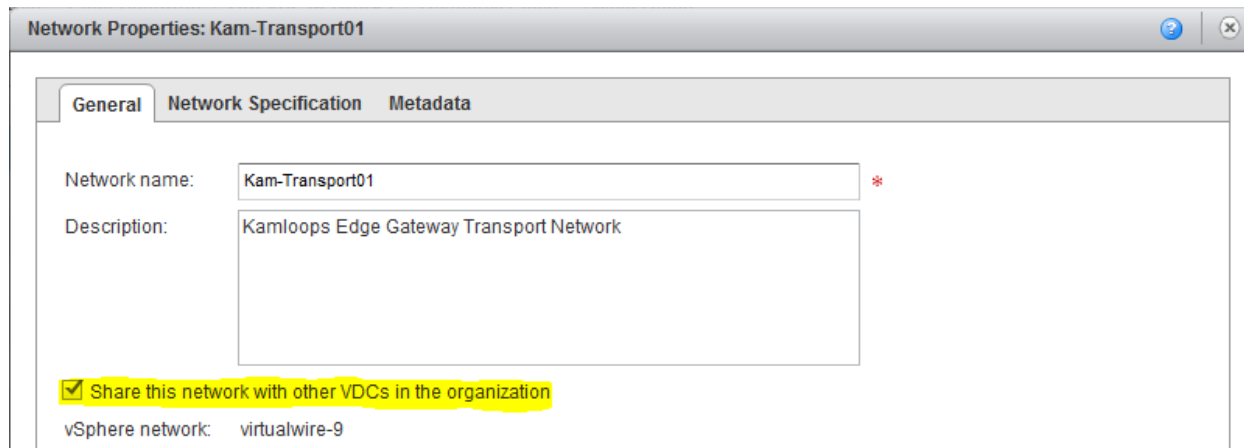 Network Properties: Kam-Transport01
General Network Specification Metadata
Network name: Kam-Transport01 *
Description: Kamloops Edge Gateway Transport Network
Share this network with other VDCs in the organization
vSphere network: virtualwire-9